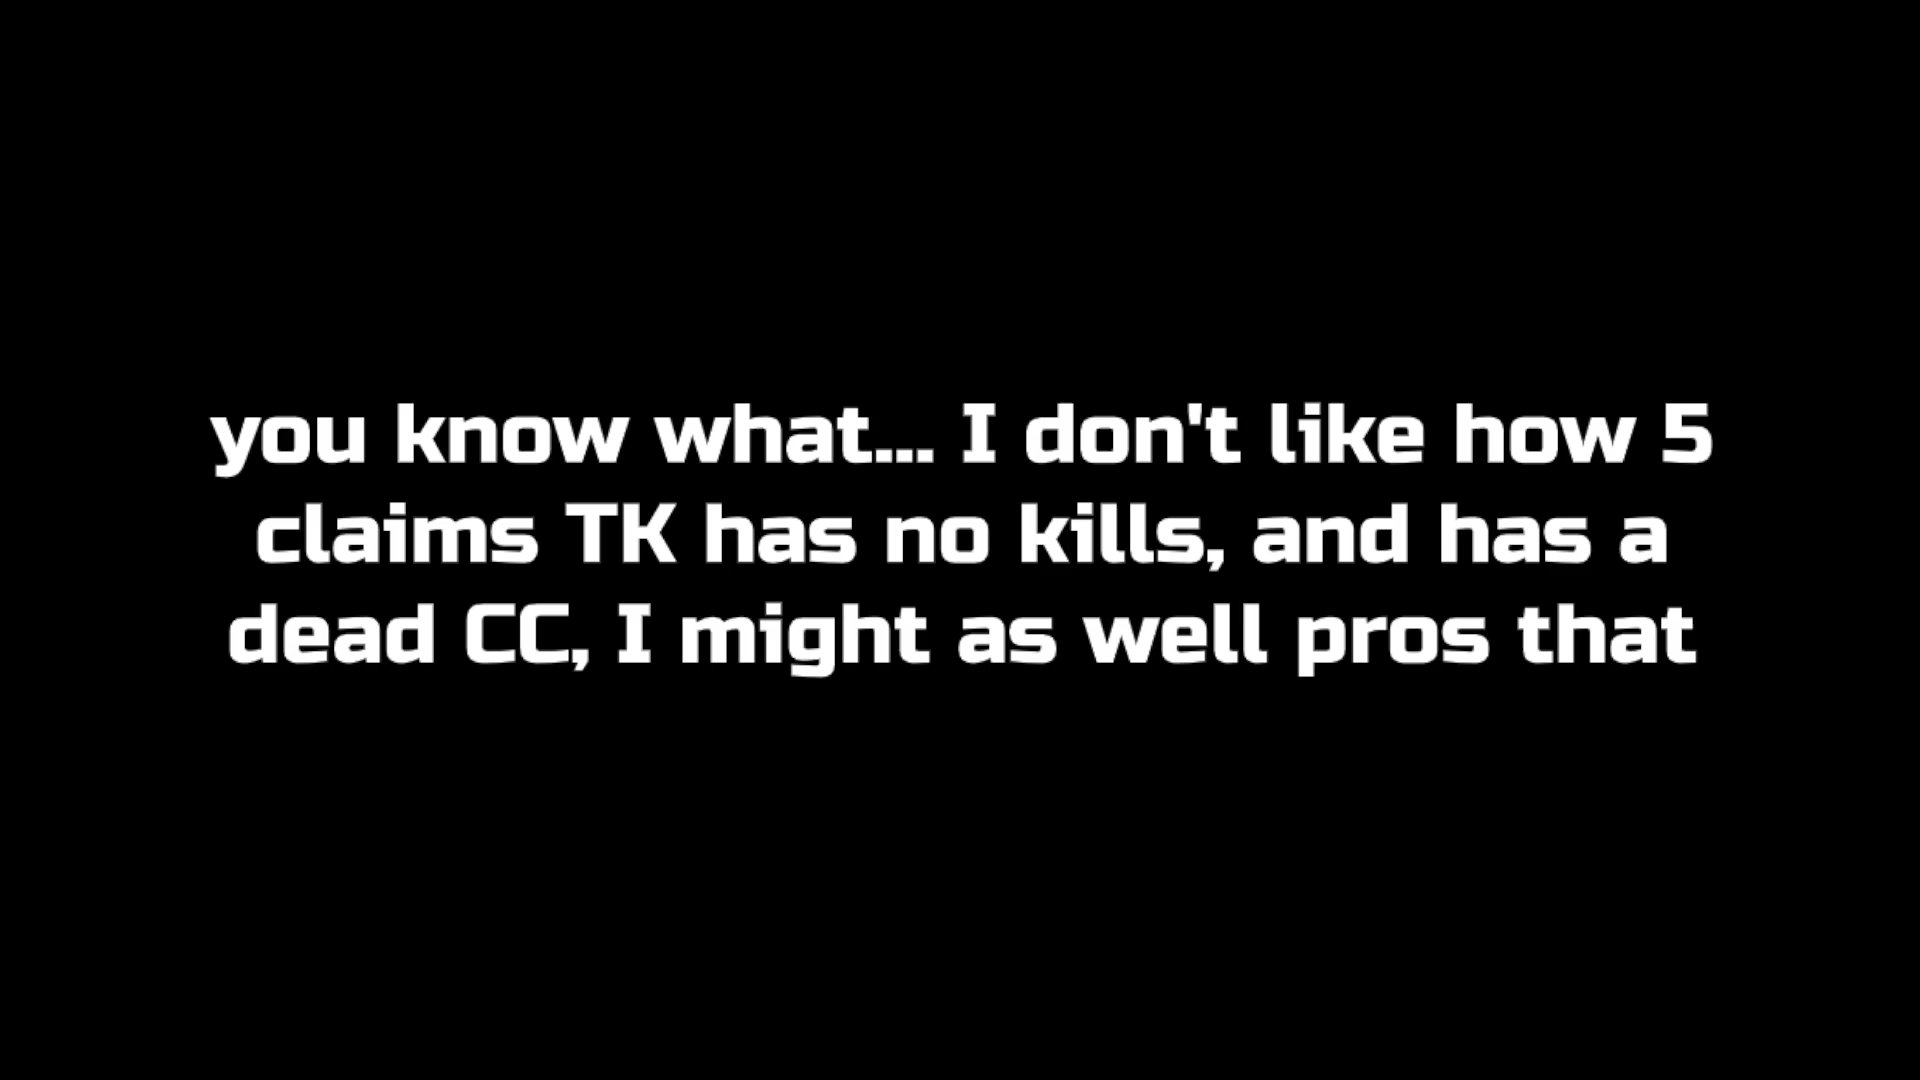 you know what... I don't like how 5
claims TK has no kills, and has a
dead CC, I might as well pros that